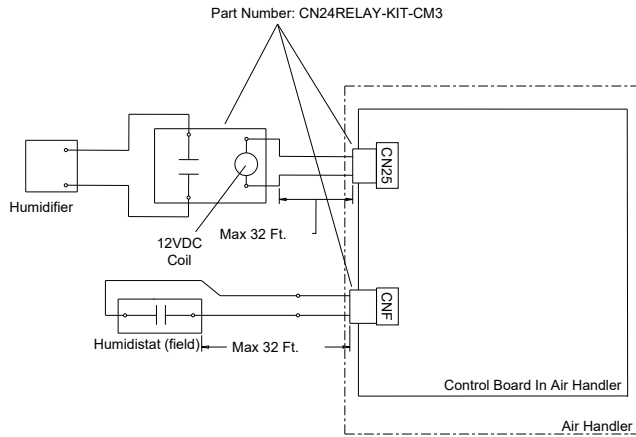 Part Number: CN24RELAY-KIT-CM3
CN25
Humidifier
12VDC
Coil
Max 32 Ft.
CNF
Humidistat (field)
Max 32 Ft.
Control Board In Air Handler
Air Handler